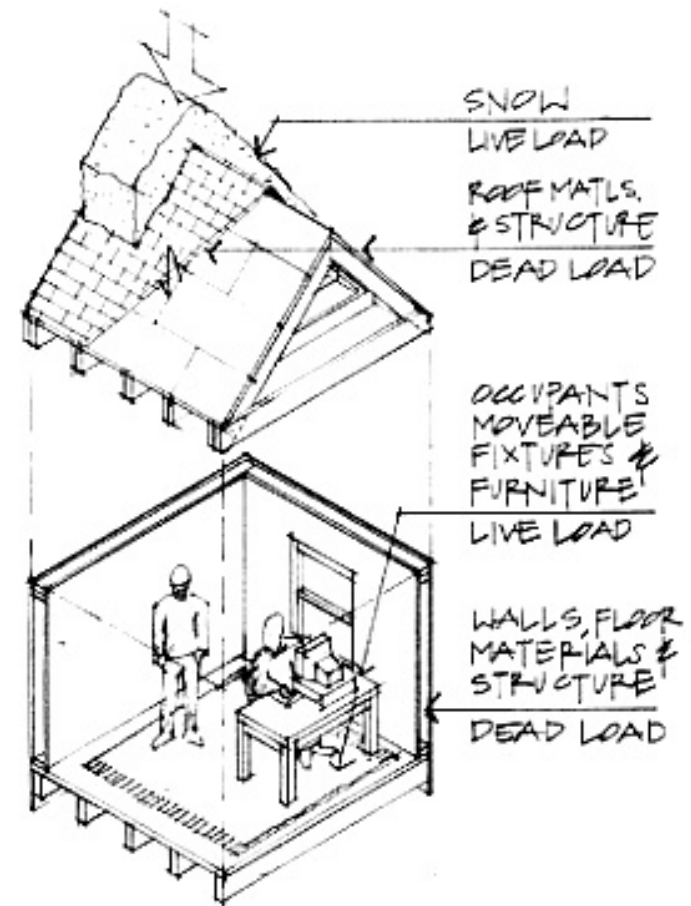 SNOW
LIVE LOAD
ROOF MATLS.
& STRUCTURE
DEAD LOAD
OCCUPANTS
MOVEABLE
FIXTURES &
FURNITURE
LIVE LOAD
WALLS, FLOOR
MATERIALS &
STRUCTURE
DEAD LOAD